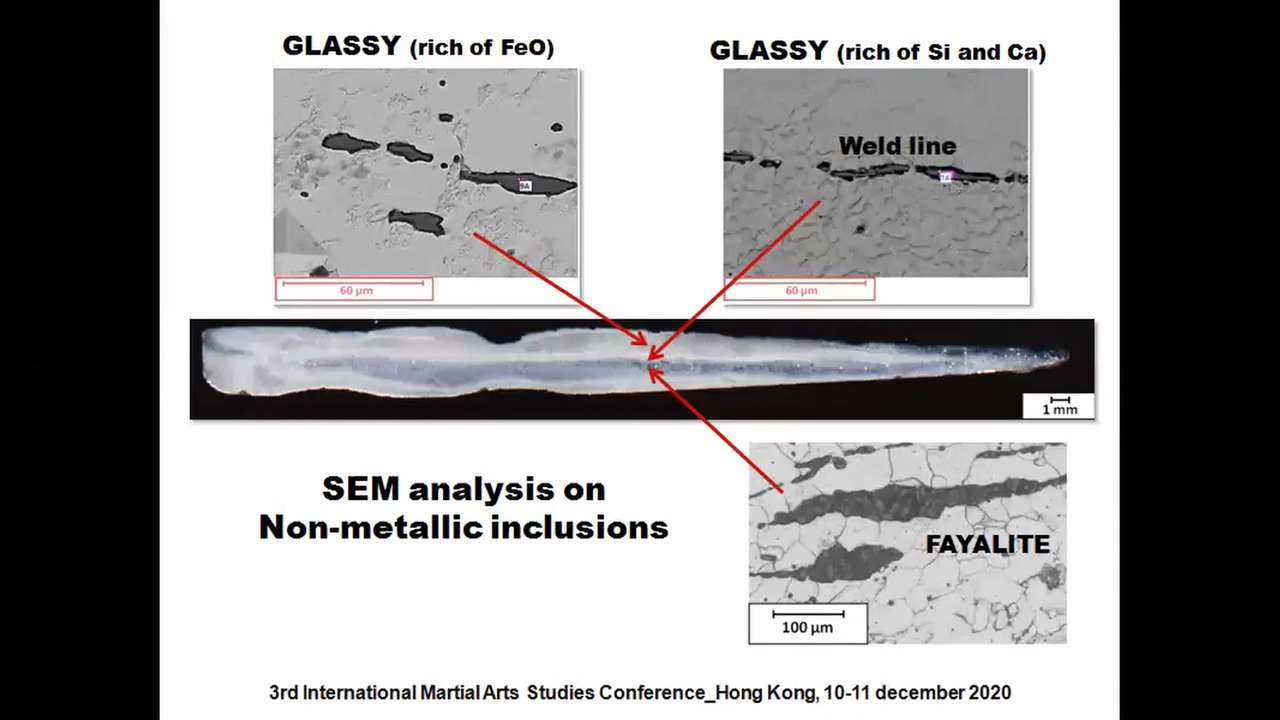 GLASSY (rich of FeO)
GLASSY (rich of Si and Ca)
Weld line
60 µm
60 µm
1 mm
SEM analysis on
Non-metallic inclusions
FAYALITE
100 µm
3rd International Martial Arts Studies Conference_Hong Kong, 10-11 december 2020